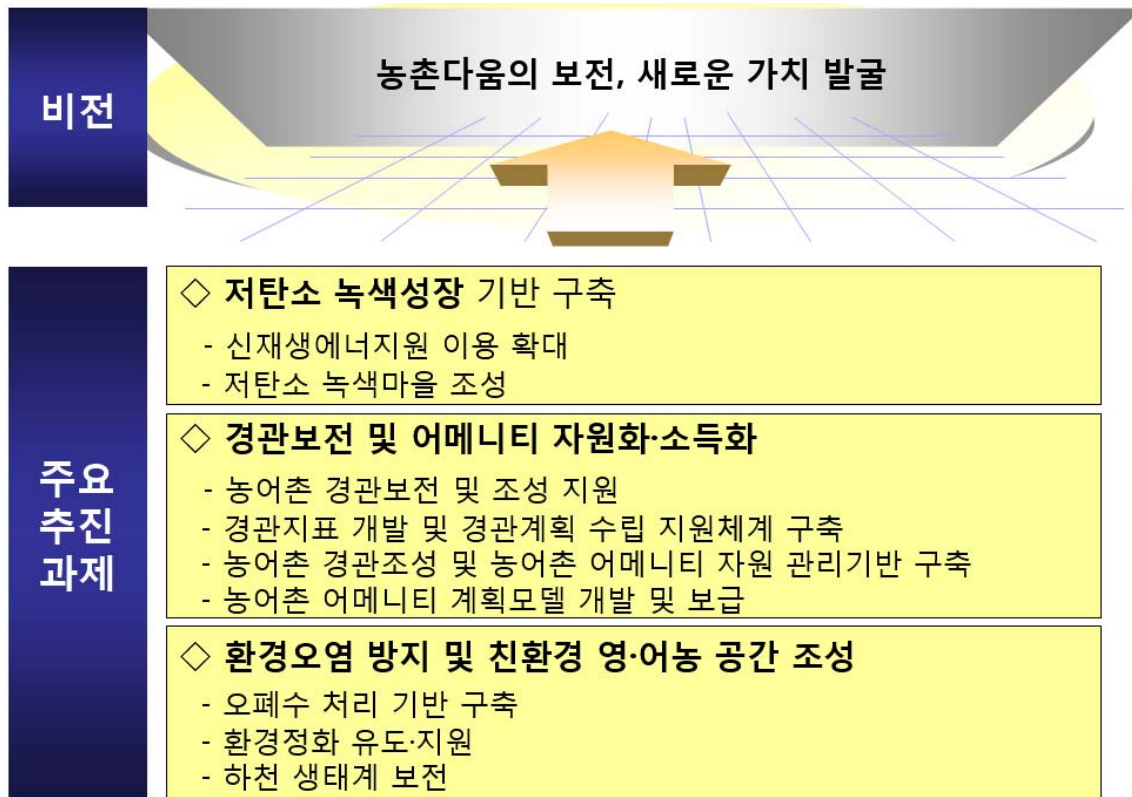 비전
농촌다움의 보전, 새로운 가치 발굴
주요
추진
과제
◇ 저탄소 녹색성장 기반 구축
- 신재생에너지원 이용 확대
- 저탄소 녹색마을 조성
◇ 경관보전 및 어메니티 자원화·소득화
- 농어촌 경관보전 및 조성 지원
- 경관지표 개발 및 경관계획 수립 지원체계 구축
- 농어촌 경관조성 및 농어촌 어메니티 자원 관리기반 구축
- 농어촌 어메니티 계획모델 개발 및 보급
◇ 환경오염 방지 및 친환경 영·어농 공간 조성
- 오폐수 처리 기반 구축
- 환경정화 유도·지원
- 하천 생태계 보전